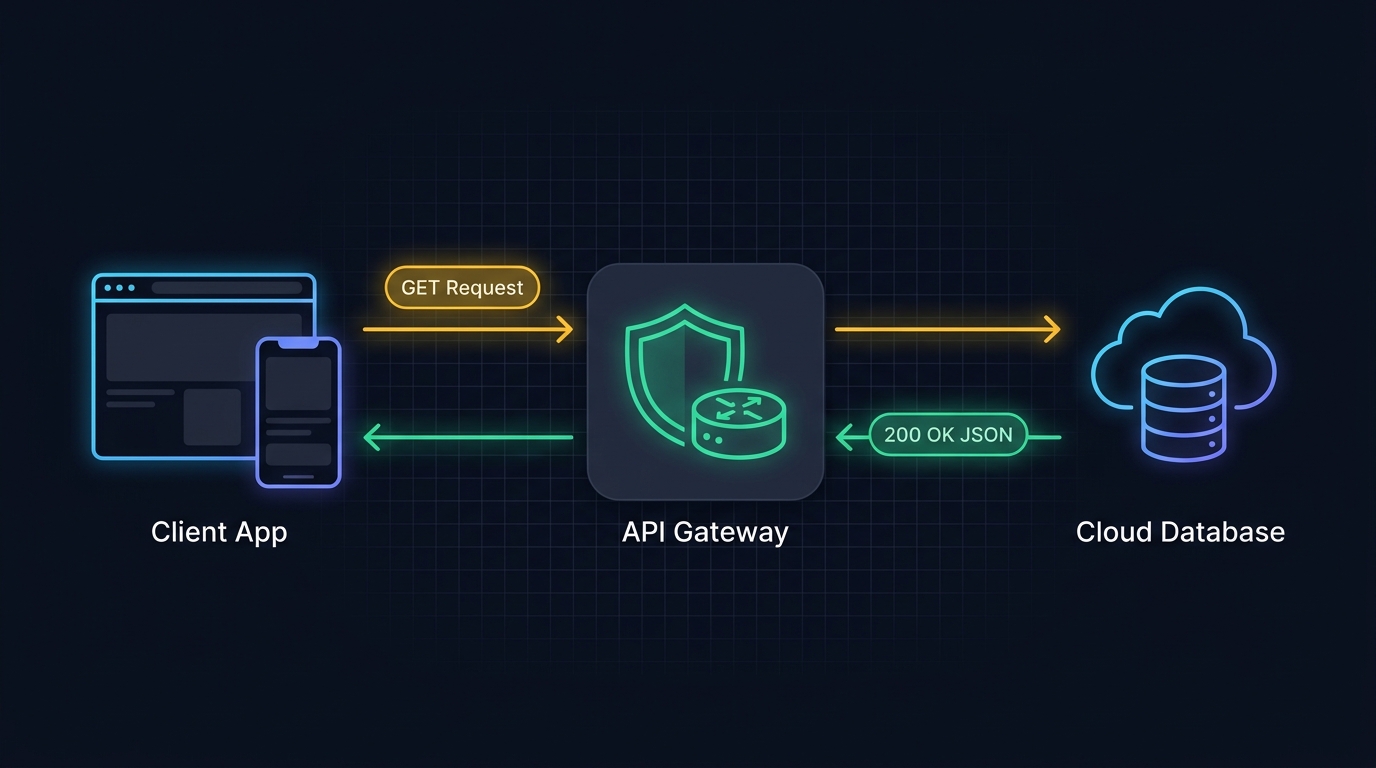 GET Request
200 OK JSON
Client App
API Gateway
Cloud Database